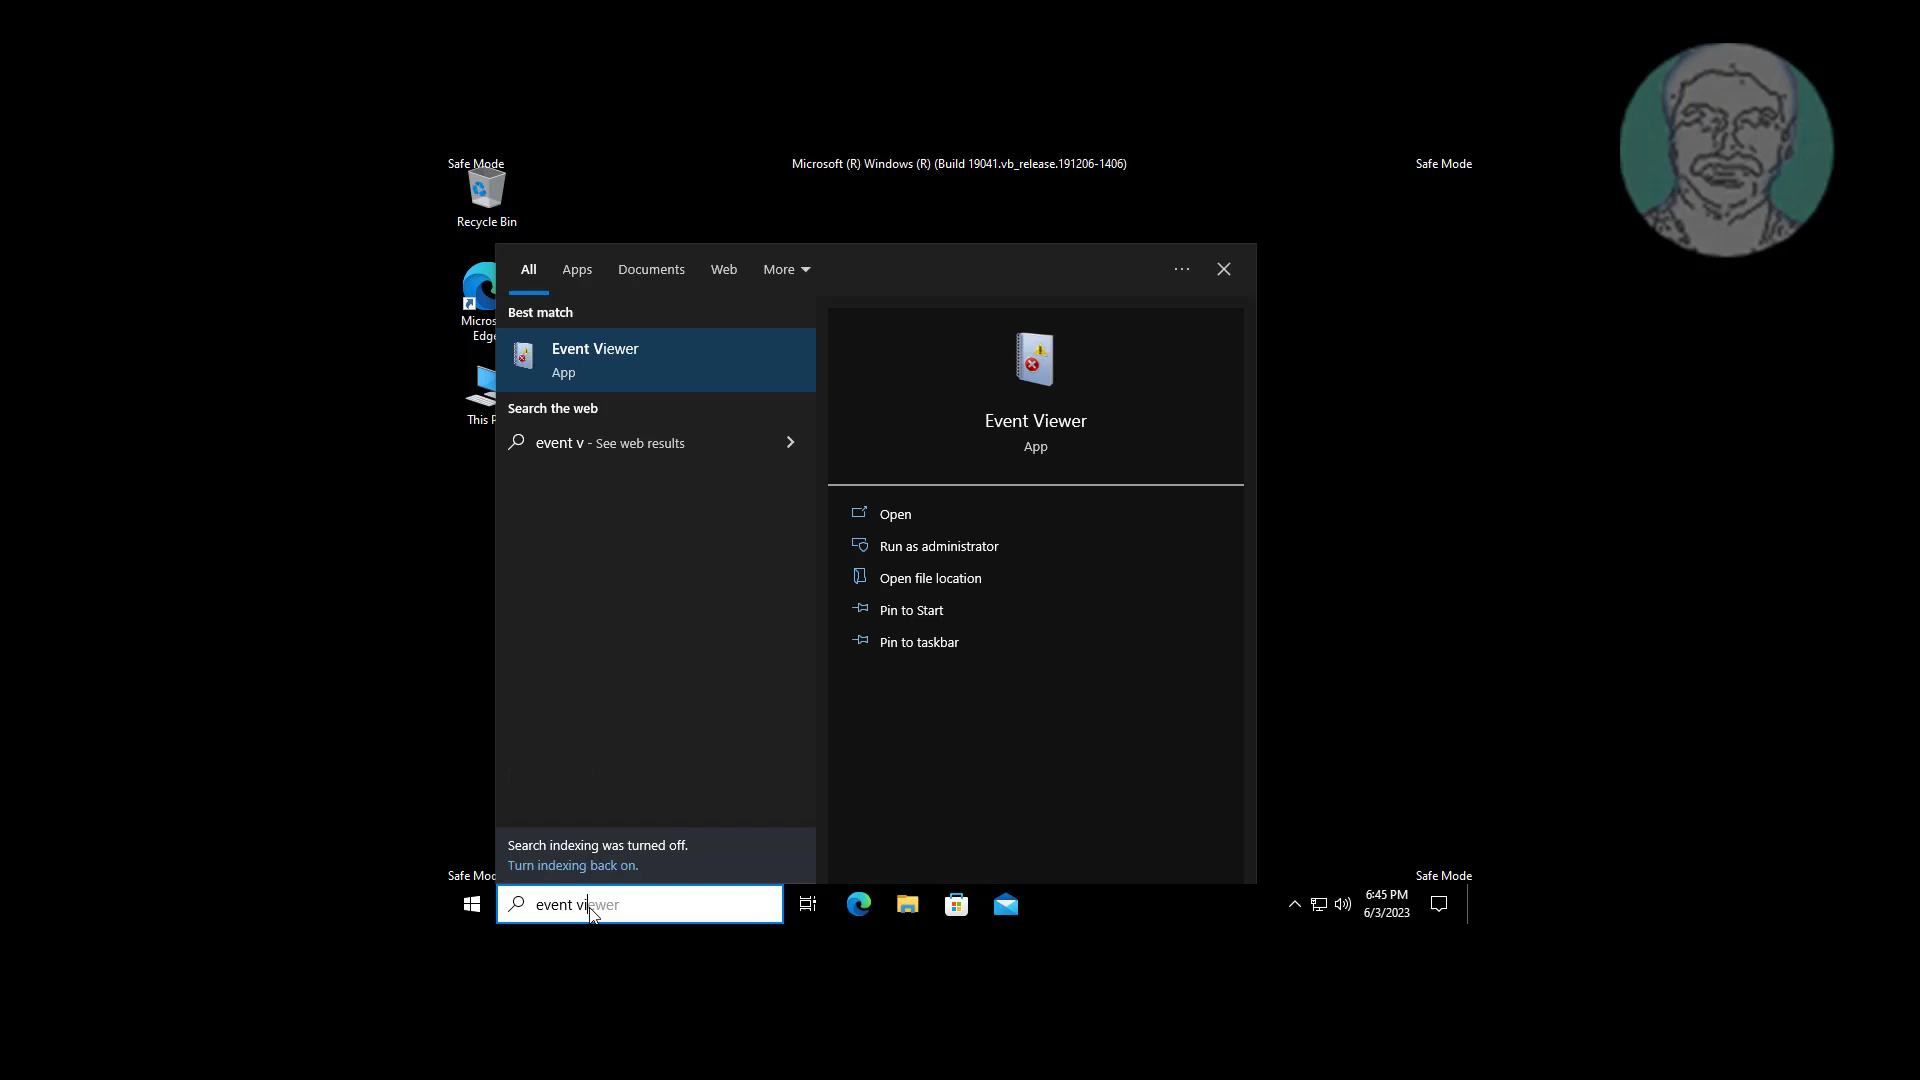 Safe Mode
Microsoft (R) Windows (R) (Build 19041.vb_release.191206-1406)
Safe Mode
Recycle Bin
Micros
Edge
This P
All
Apps
Documents
Web
More
Best match
Event Viewer
App
Search the web
event v - See web results
Event Viewer
App
Open
Run as administrator
Open file location
Pin to Start
Pin to taskbar
Search indexing was turned off.
Turn indexing back on.
Safe Mod
Safe Mode
event viewer
6:45 PM
6/3/2023